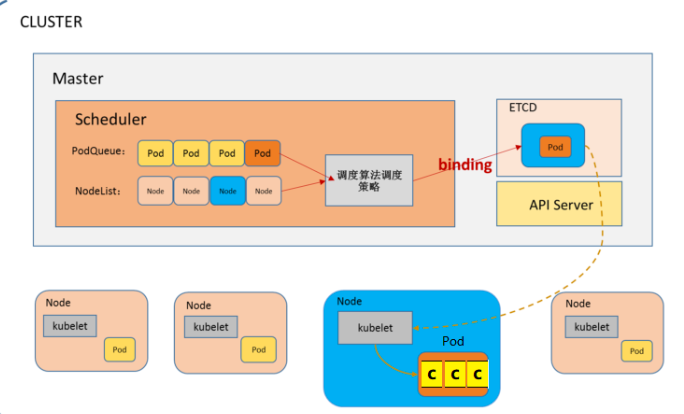 CLUSTER
Master
Scheduler
PodQueue：
Pod
Pod
Pod
Pod
NodeList：
Node
Node
Node
Node
调度算法调度
策略
binding
ETCD
Pod
API Server
Node
kubelet
Pod
Node
kubelet
Pod
Node
kubelet
Pod
C C C
Node
kubelet
Pod